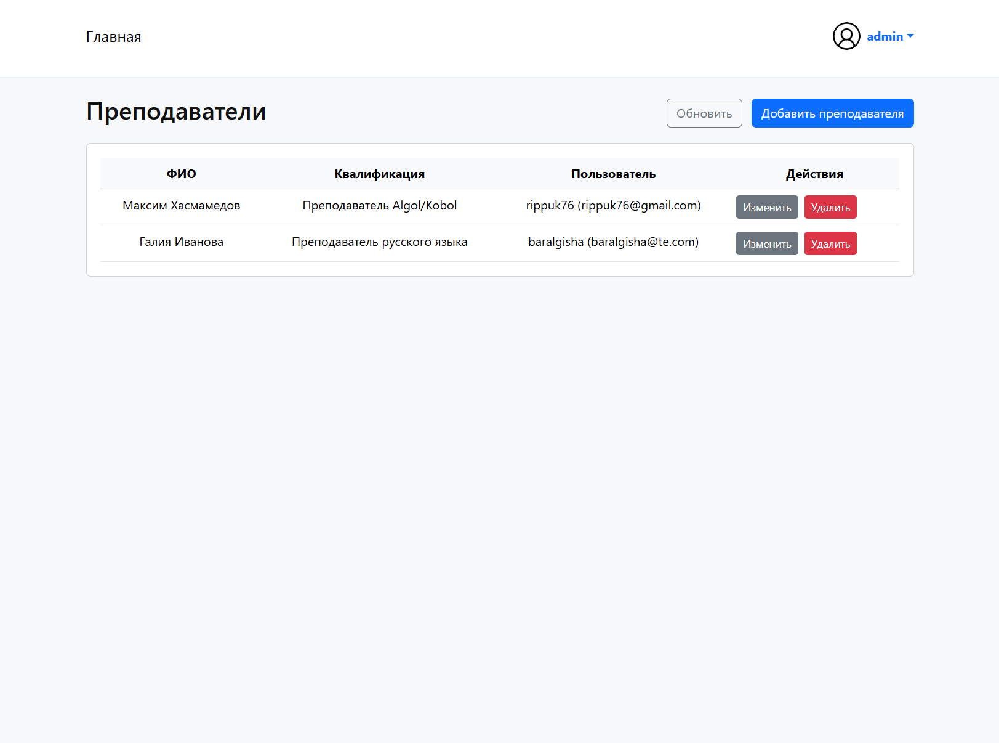 Главная
admin
Преподаватели
Обновить
Добавить преподавателя
ФИО Квалификация Пользователь Действия
Максим Хасмамедов Преподаватель Algol/Kobol rippuk76 (rippuk76@gmail.com) Изменить Удалить
Галия Иванова Преподаватель русского языка baralgisha (baralgisha@te.com) Изменить Удалить